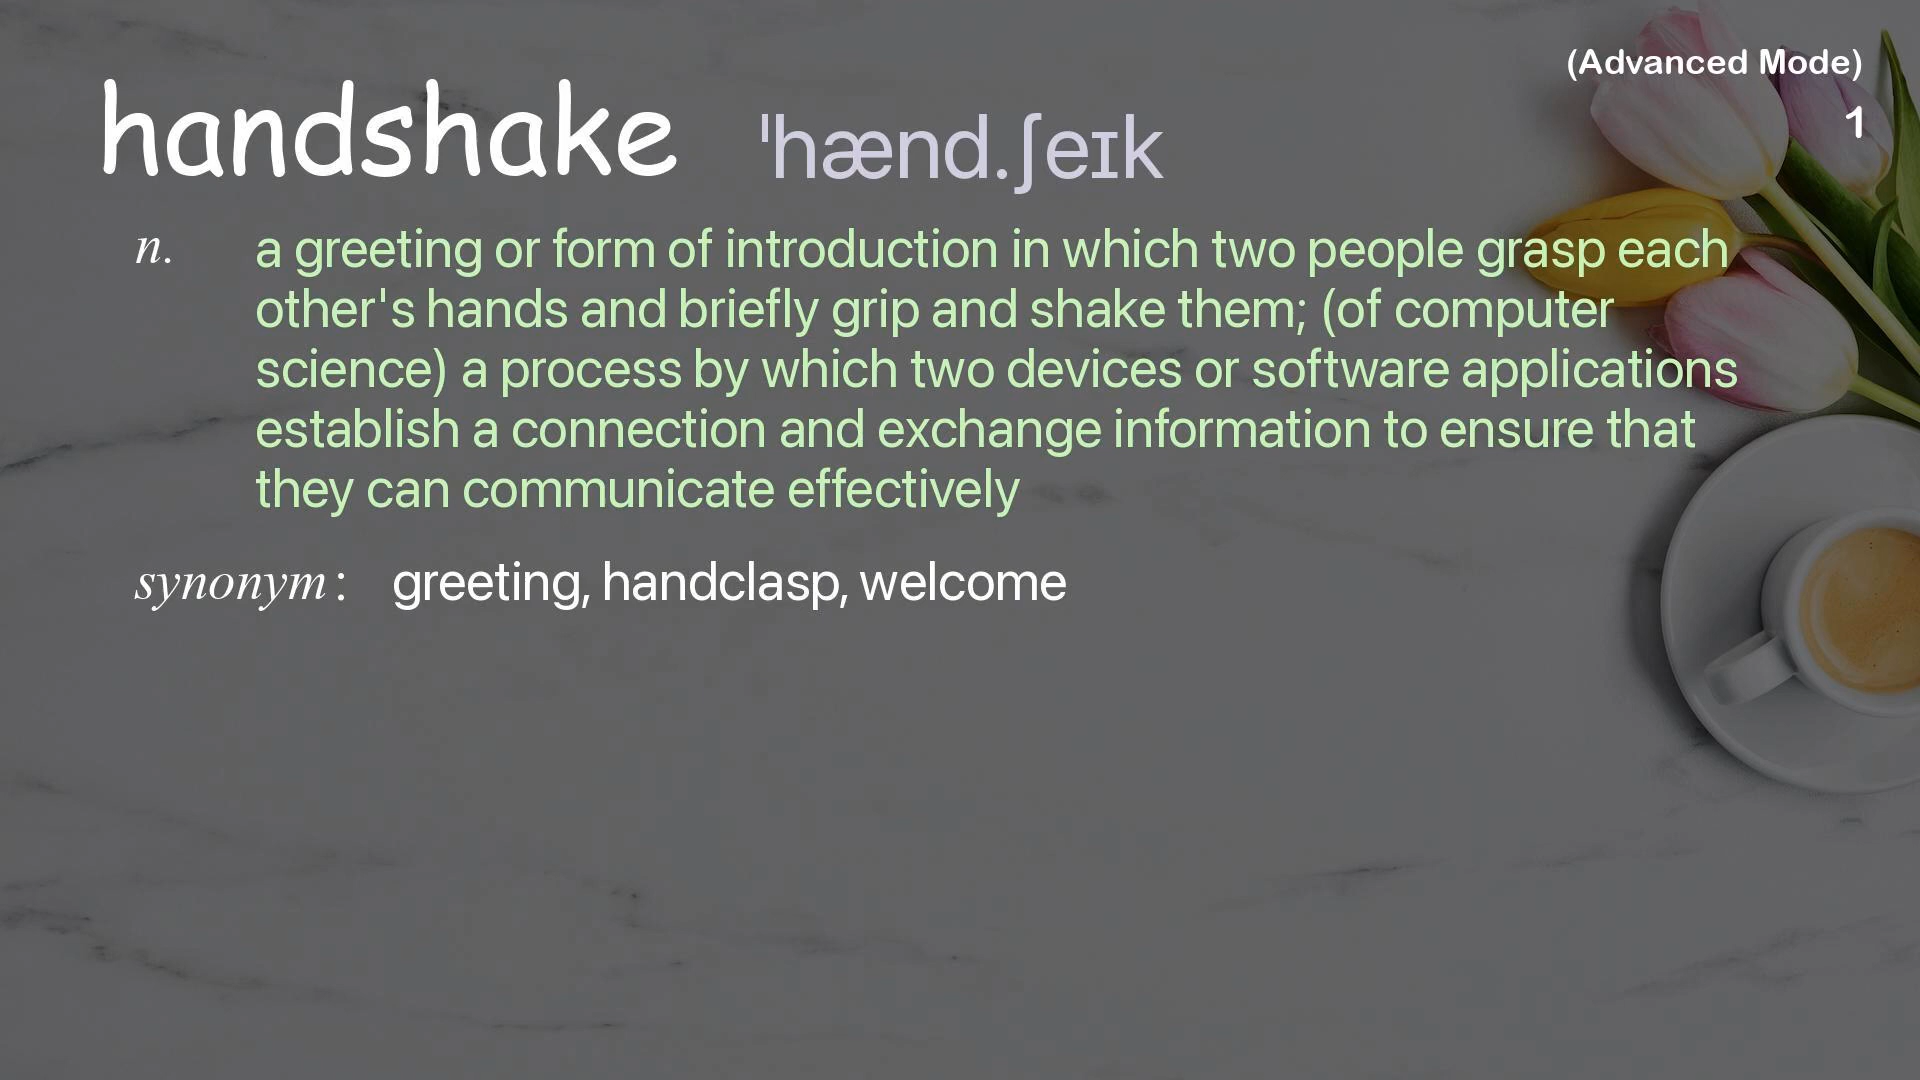 (Advanced Mode)
handshake ˈhænd.ʃeɪk
1
n. a greeting or form of introduction in which two people grasp each
other's hands and briefly grip and shake them; (of computer
science) a process by which two devices or software applications
establish a connection and exchange information to ensure that
they can communicate effectively
synonym: greeting, handclasp, welcome